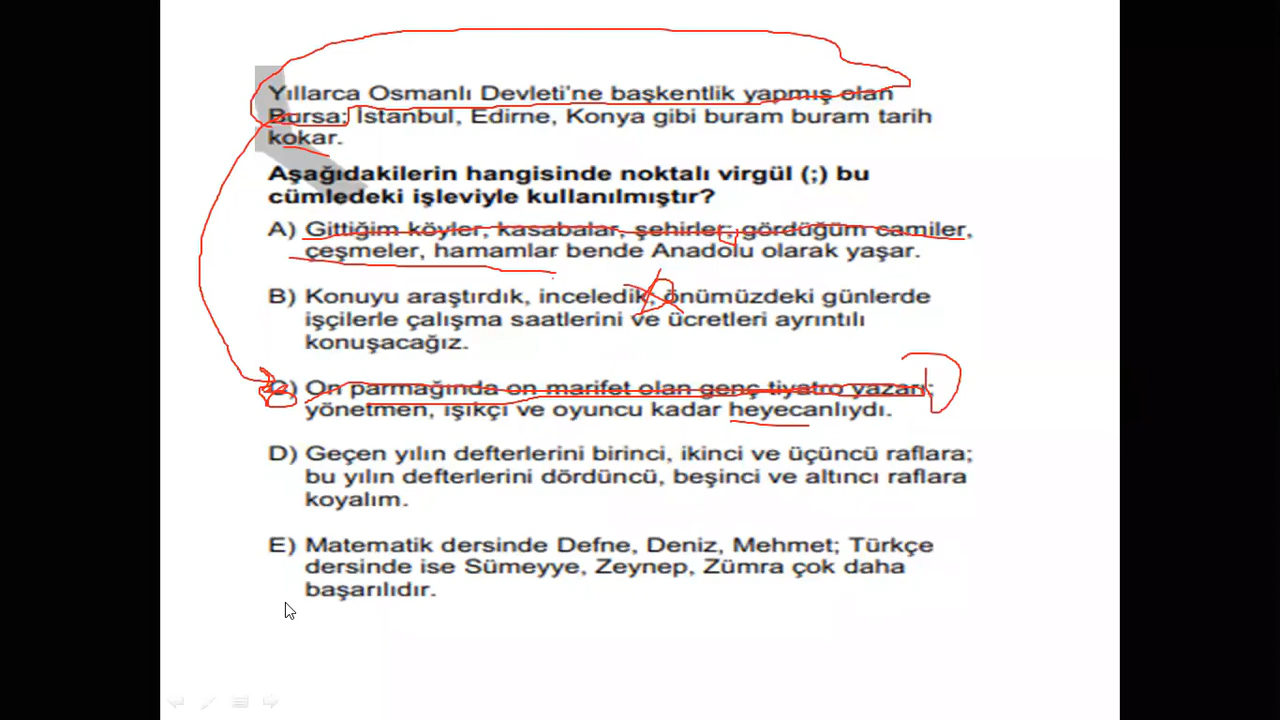 Yıllarca Osmanlı Devleti'ne başkentlik yapmış olan
Bursa; İstanbul, Edirne, Konya gibi buram buram tarih
kokar.
Aşağıdakilerin hangisinde noktalı virgül (;) bu
cümledeki işleviyle kullanılmıştır?
A) Gittiğim köyler, kasabalar, şehirler; gördüğüm camiler,
çeşmeler, hamamlar bende Anadolu olarak yaşar.
B) Konuyu araştırdık, inceledik; önümüzdeki günlerde
işçilerle çalışma saatlerini ve ücretleri ayrıntılı
konuşacağız.
C) On parmağında on marifet olan genç tiyatro yazarı;
yönetmen, ışıkçı ve oyuncu kadar heyecanlıydı.
D) Geçen yılın defterlerini birinci, ikinci ve üçüncü raflara;
bu yılın defterlerini dördüncü, beşinci ve altıncı raflara
koyalım.
E) Matematik dersinde Defne, Deniz, Mehmet; Türkçe
dersinde ise Sümeyye, Zeynep, Zümra çok daha
başarılıdır.